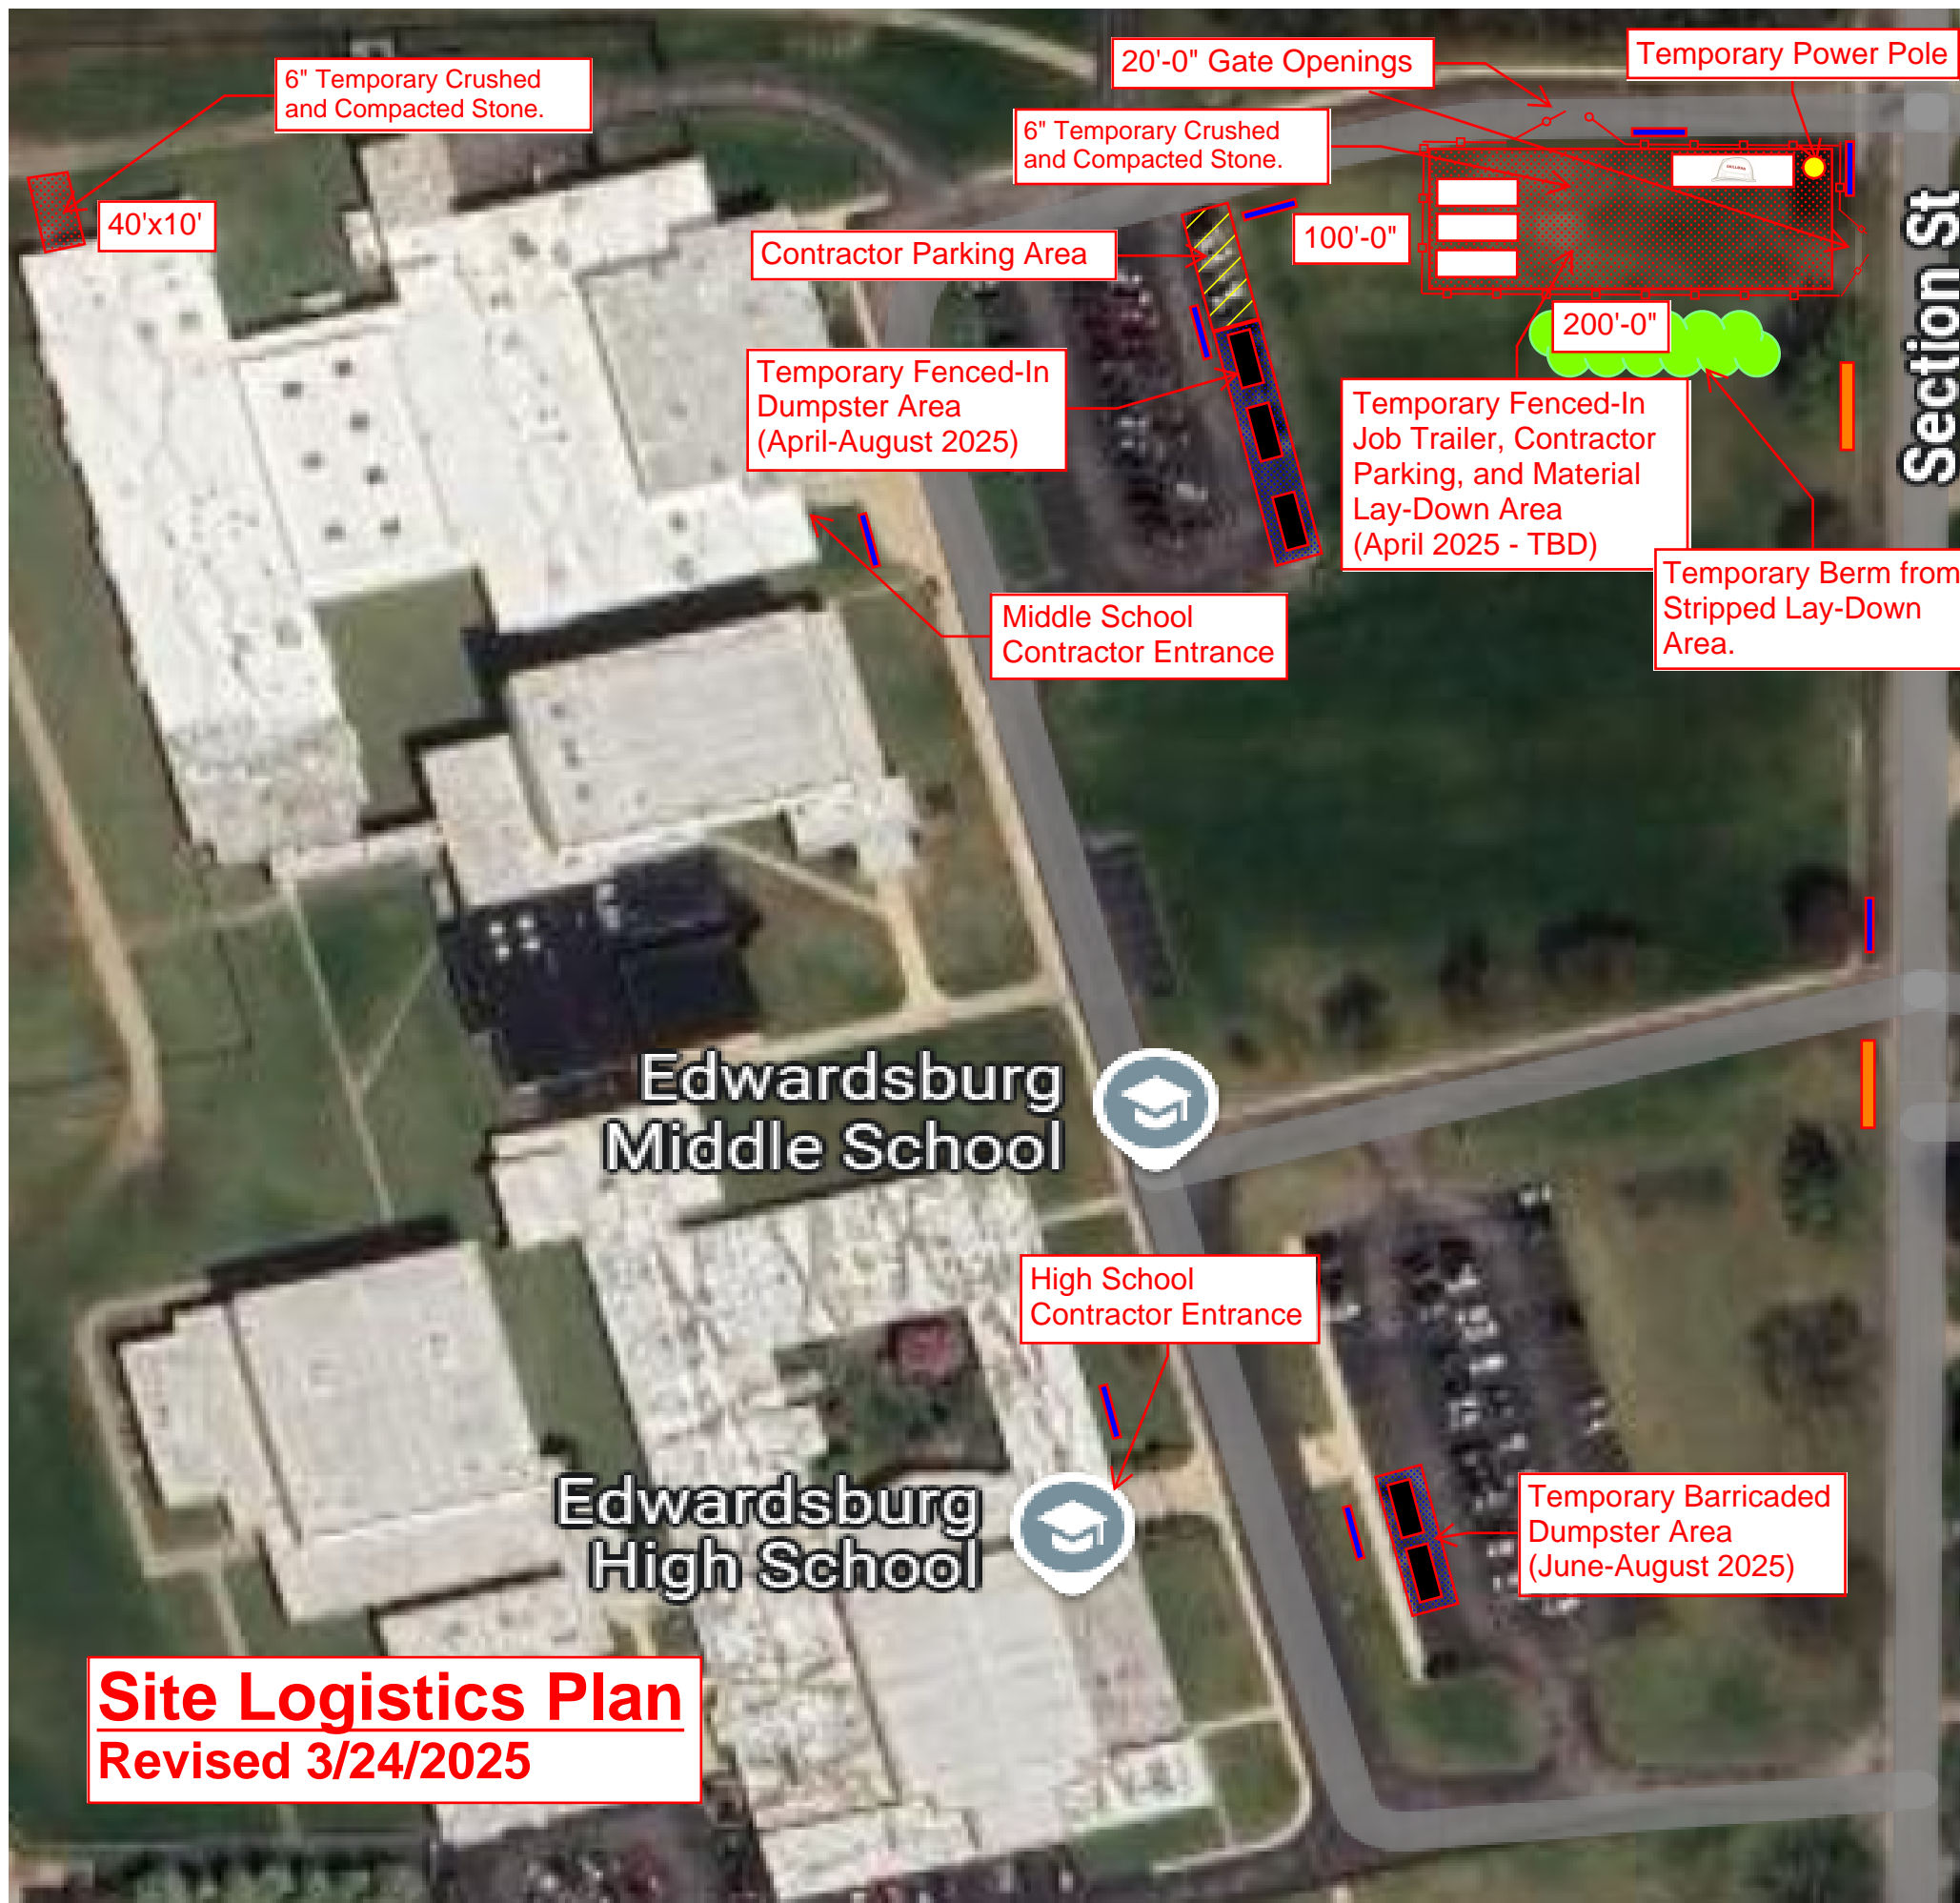 20'-0" Gate Openings
Temporary Power Pole
6" Temporary Crushed
and Compacted Stone.
6" Temporary Crushed
and Compacted Stone.
40'x10'
Contractor Parking Area
100'-0"
Section St
200'-0"
Temporary Fenced-In
Dumpster Area
(April-August 2025)
Temporary Fenced-In
Job Trailer, Contractor
Parking, and Material
Lay-Down Area
(April 2025 - TBD)
Temporary Berm from
Stripped Lay-Down
Area.
Middle School
Contractor Entrance
Edwardsburg
Middle School
High School
Contractor Entrance
Edwardsburg
High School
Temporary Barricaded
Dumpster Area
(June-August 2025)
Site Logistics Plan
Revised 3/24/2025